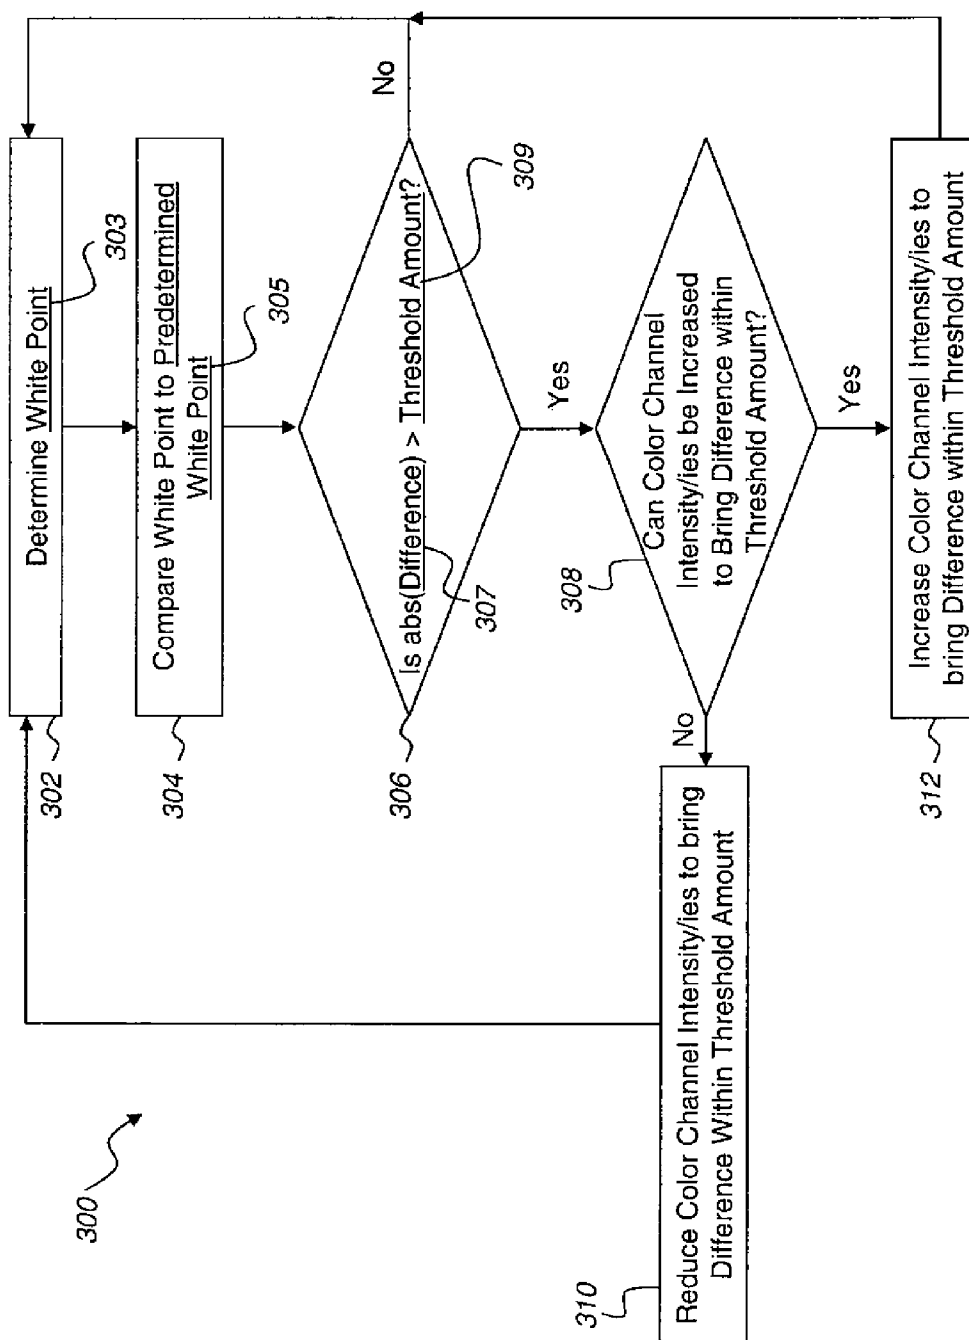 300
302
Determine White Point
303
304
Compare White Point to Predetermined
White Point
305
306
Is abs(Difference) > Threshold Amount?
307
309
No
Yes
308
Can Color Channel
Intensity/ies be Increased
to Bring Difference within
Threshold Amount?
No
Yes
310
Reduce Color Channel Intensity/ies to bring
Difference Within Threshold Amount
312
Increase Color Channel Intensity/ies to
bring Difference within Threshold Amount